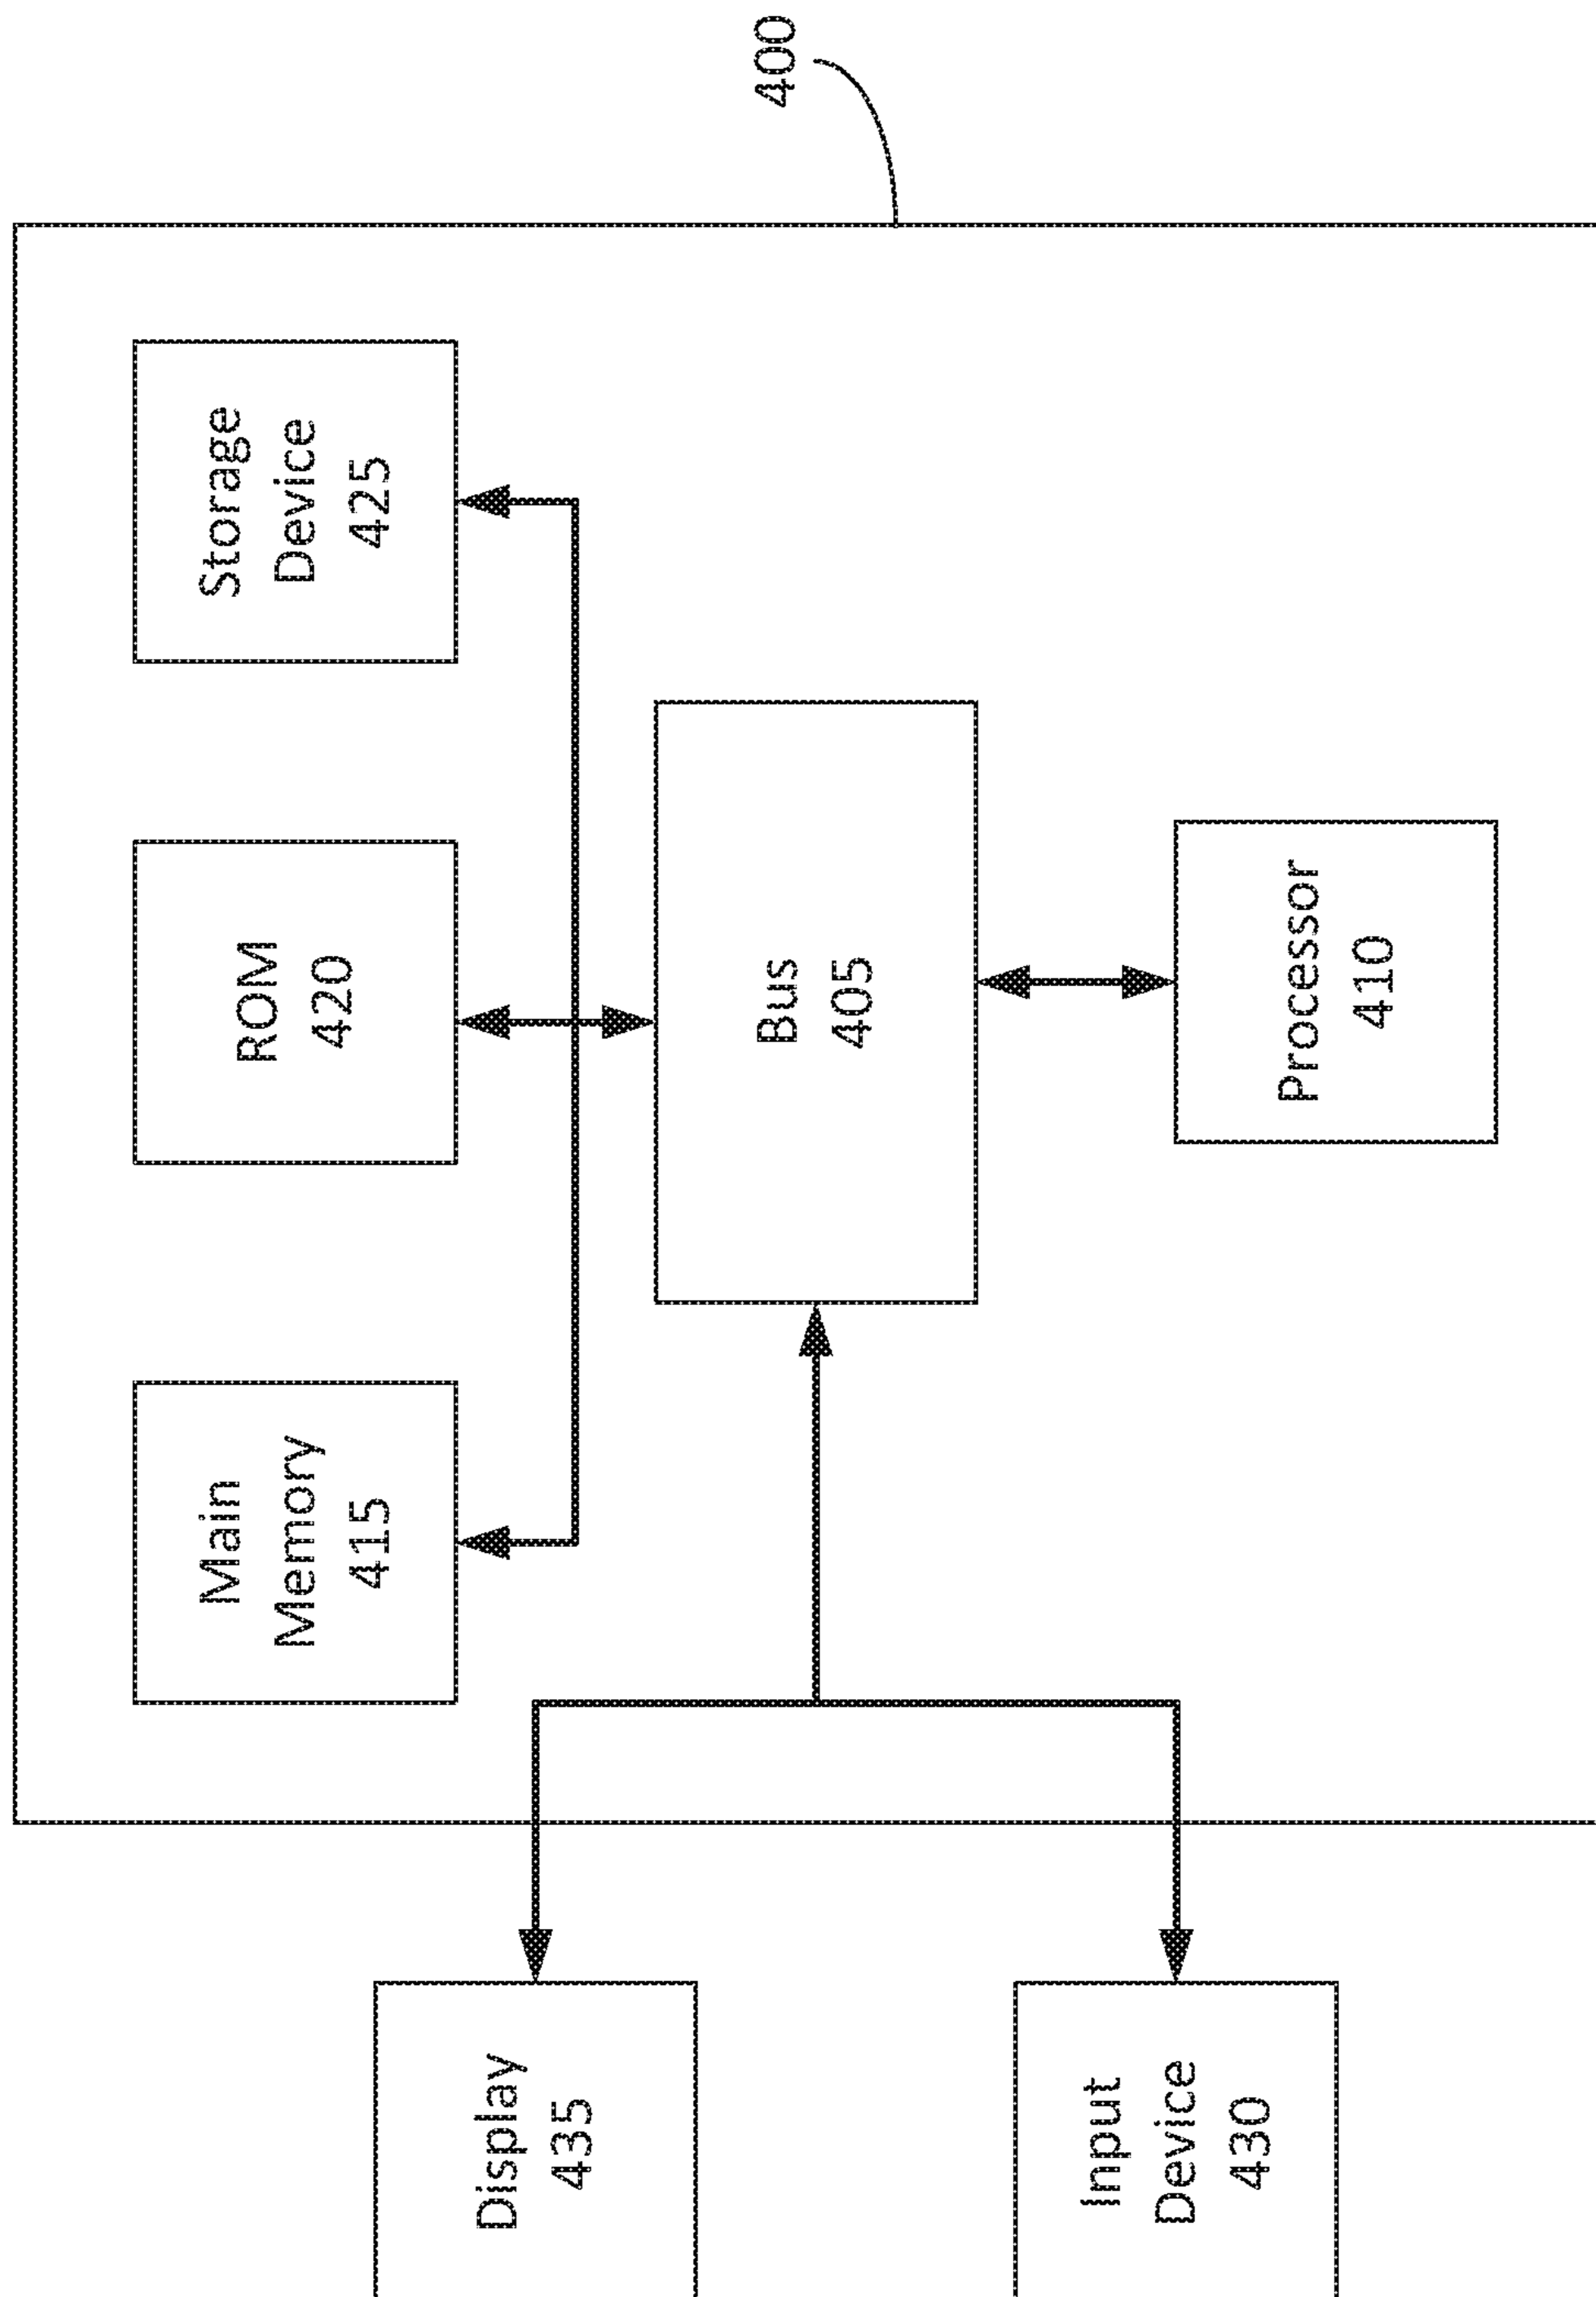 400
Main
Memory
415
ROM
420
Storage
Device
425
Display
435
Bus
405
Input
Device
430
Processor
410